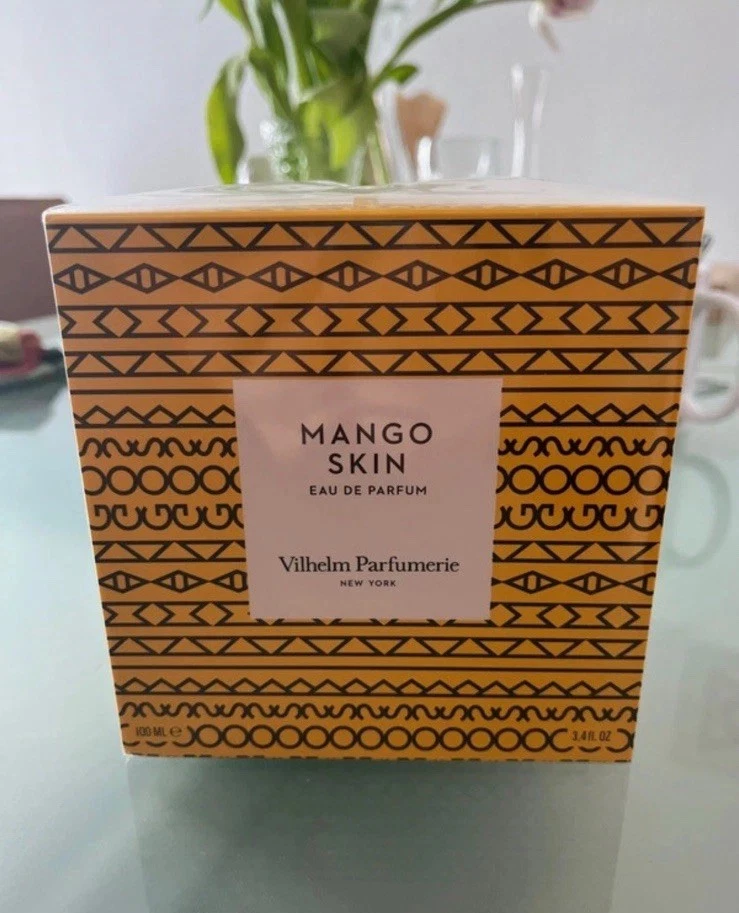 MANGO
SKIN
EAU DE PARFUM
Vilhelm Parfumerie
NEW YORK
100 ML ℮
3.4 fl. OZ